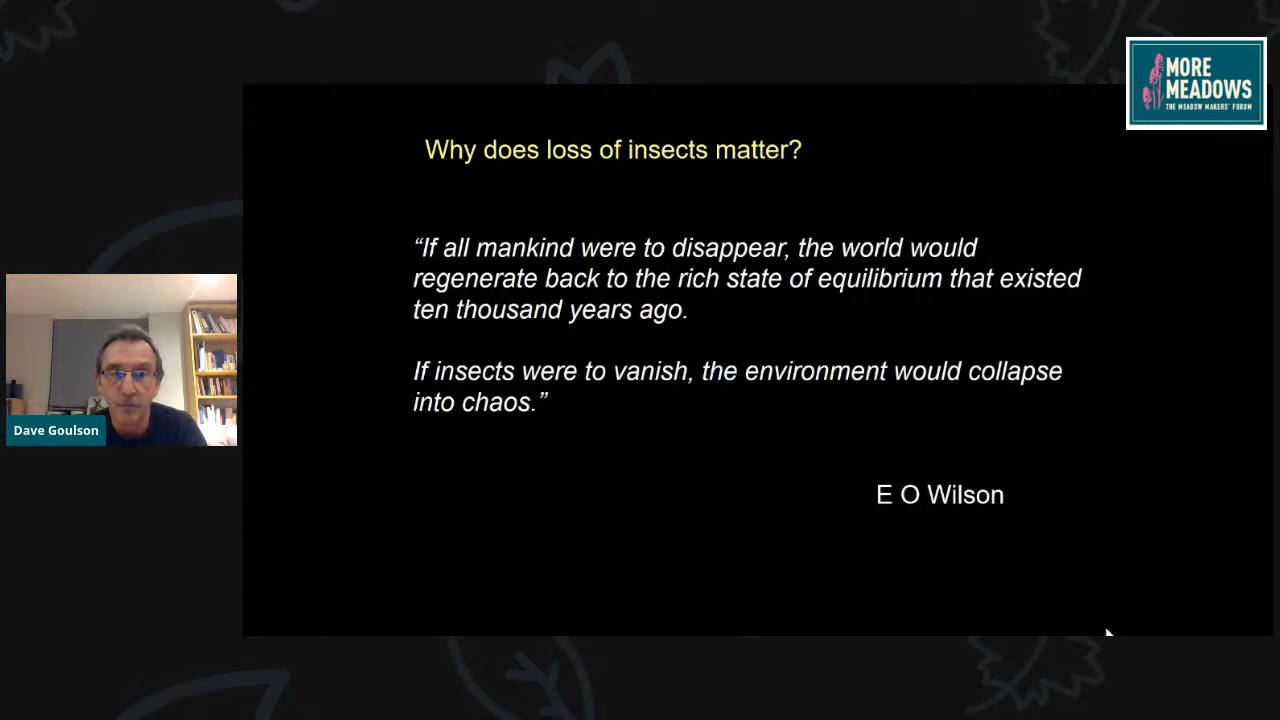 MORE
MEADOWS
THE MEADOW MAKERS' FORUM
Why does loss of insects matter?
“If all mankind were to disappear, the world would
regenerate back to the rich state of equilibrium that existed
ten thousand years ago.
If insects were to vanish, the environment would collapse
into chaos.”
E O Wilson
Dave Goulson